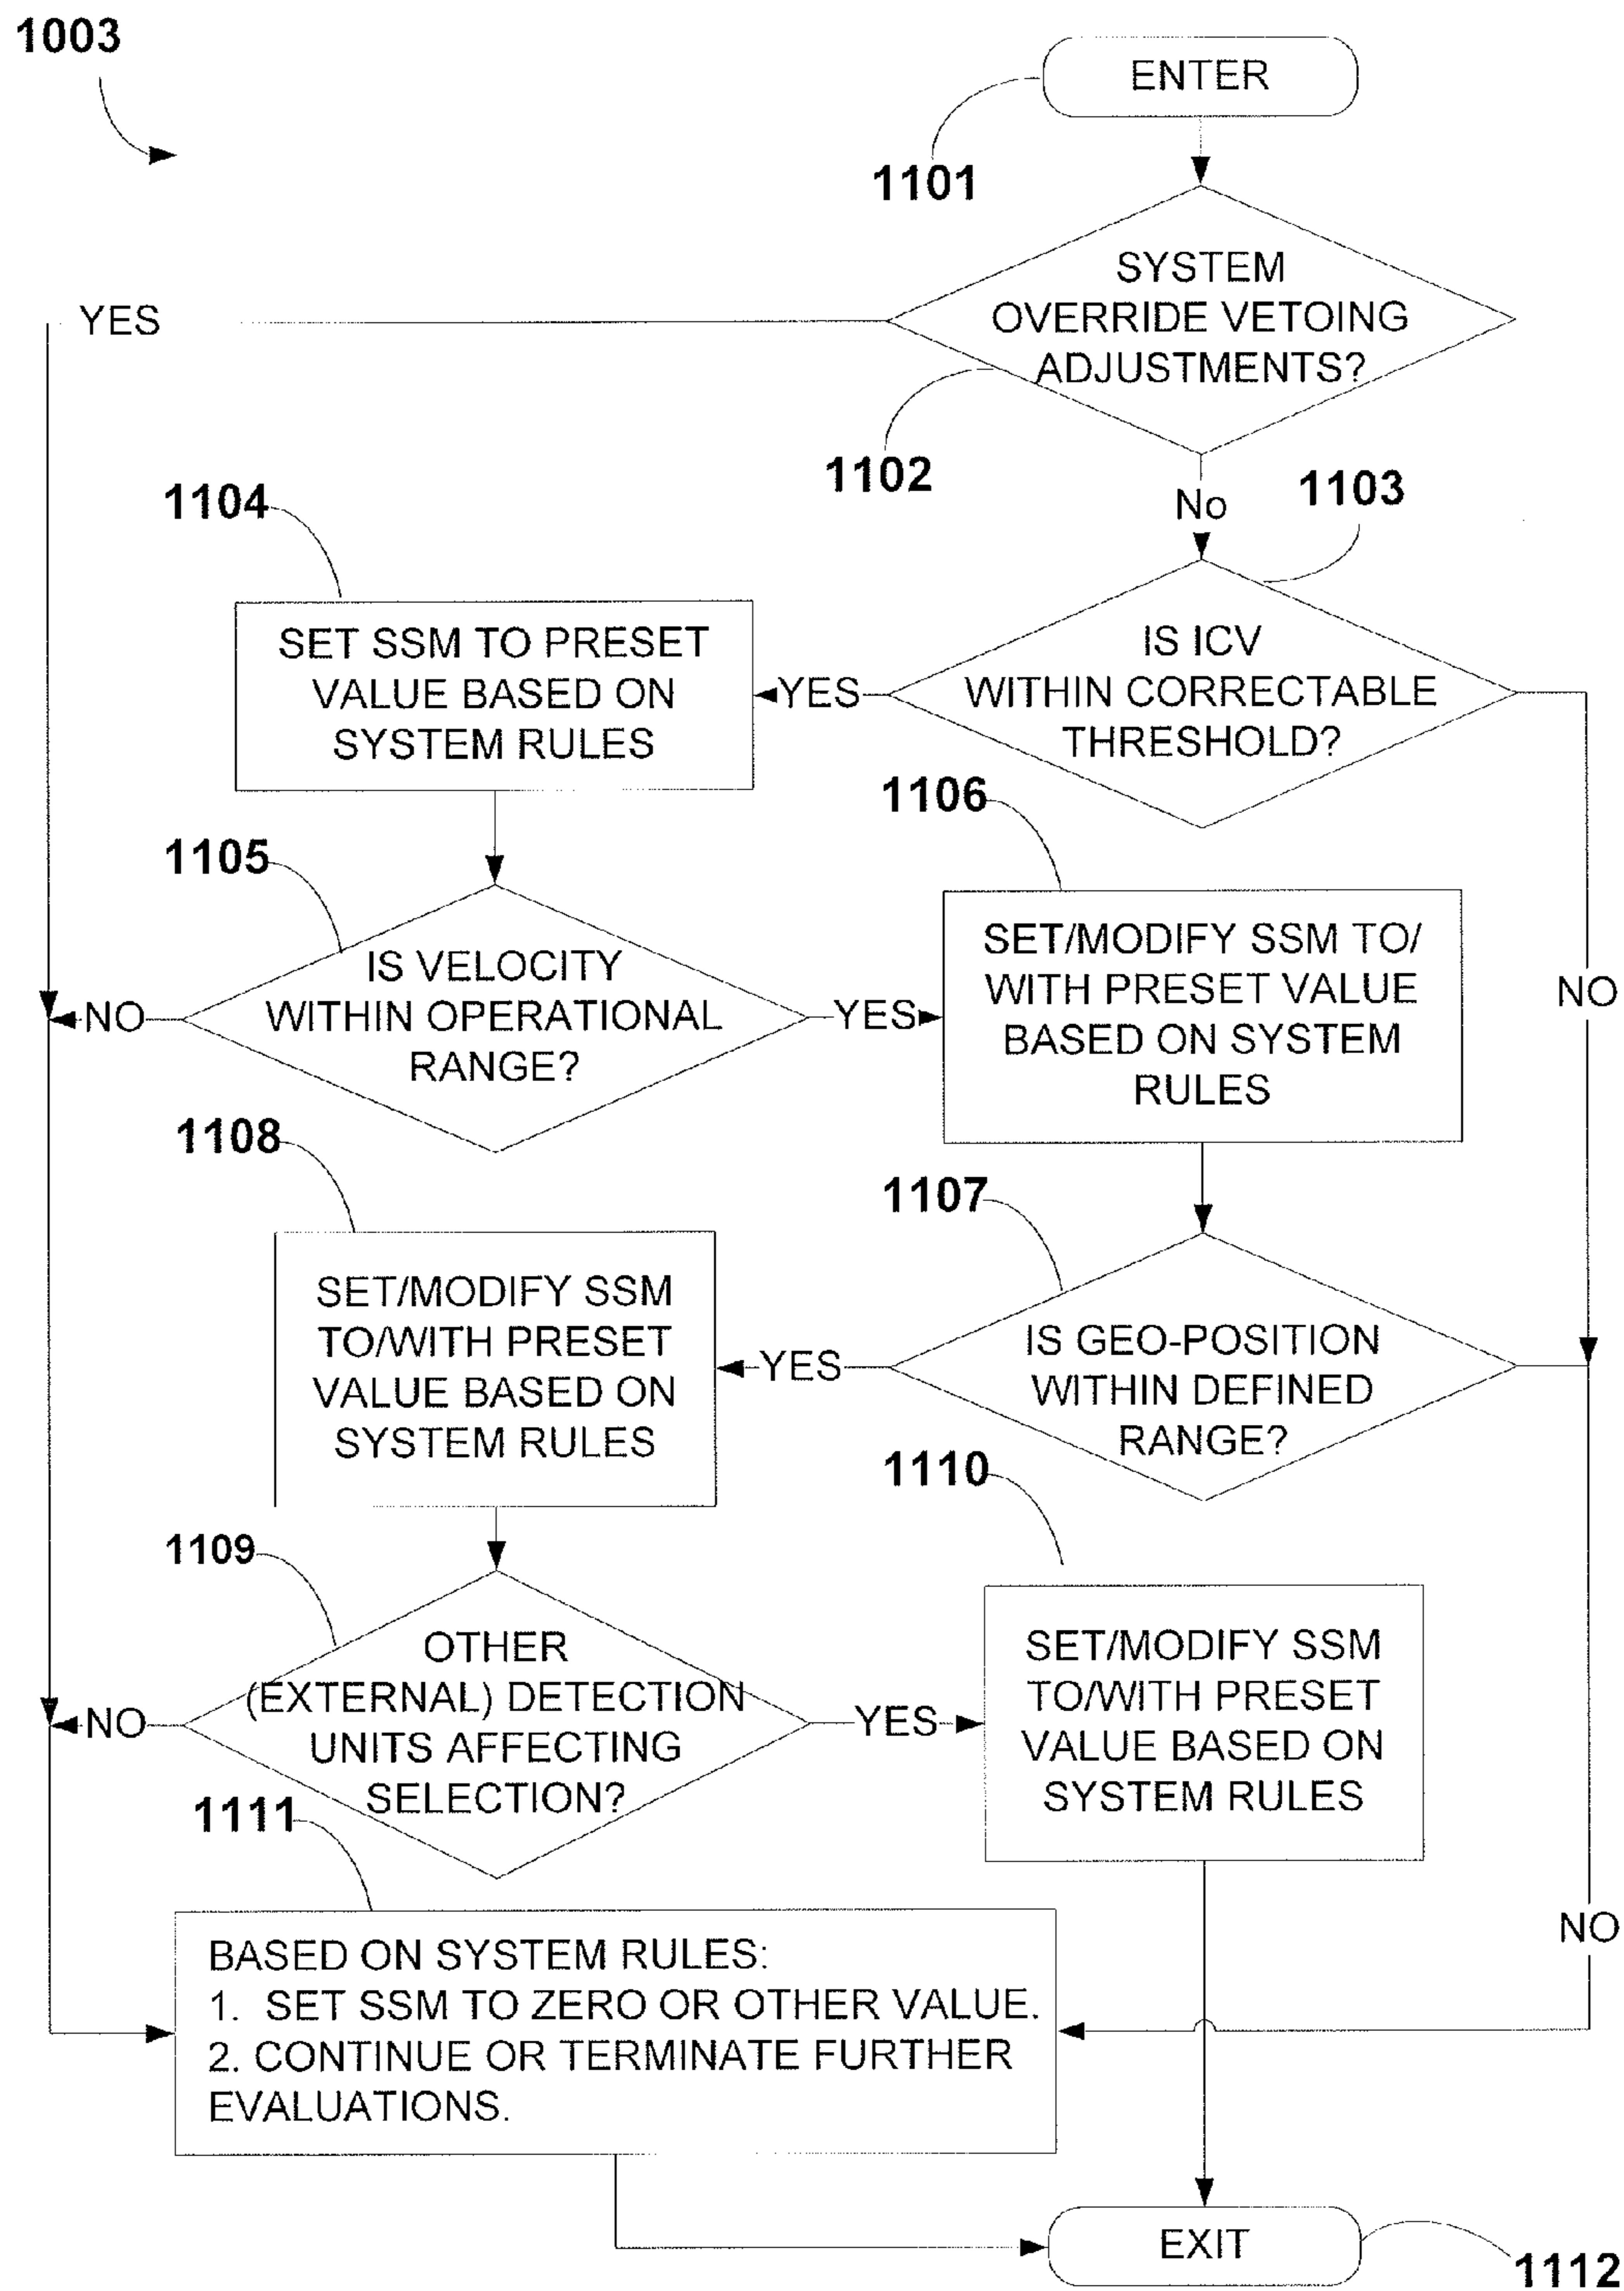 1003
ENTER
1101
SYSTEM
OVERRIDE VETOING
ADJUSTMENTS?
YES
1102
No
1103
1104
SET SSM TO PRESET
VALUE BASED ON
SYSTEM RULES
YES
IS ICV
WITHIN CORRECTABLE
THRESHOLD?
1106
1105
IS VELOCITY
WITHIN OPERATIONAL
RANGE?
NO
YES
SET/MODIFY SSM TO/
WITH PRESET VALUE
BASED ON SYSTEM
RULES
NO
1108
1107
SET/MODIFY SSM
TO/WITH PRESET
VALUE BASED ON
SYSTEM RULES
YES
IS GEO-POSITION
WITHIN DEFINED
RANGE?
1110
1109
OTHER
(EXTERNAL) DETECTION
UNITS AFFECTING
SELECTION?
NO
YES
SET/MODIFY SSM
TO/WITH PRESET
VALUE BASED ON
SYSTEM RULES
1111
NO
BASED ON SYSTEM RULES:
1. SET SSM TO ZERO OR OTHER VALUE.
2. CONTINUE OR TERMINATE FURTHER
EVALUATIONS.
EXIT
1112